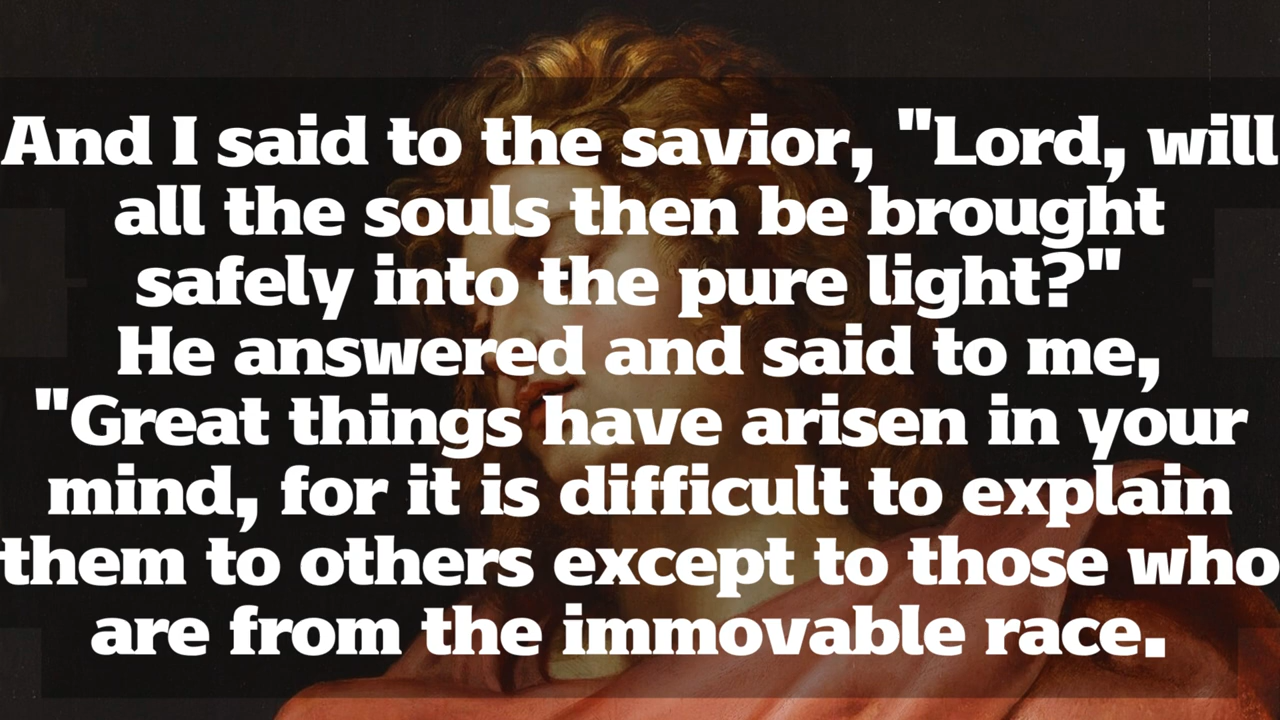 And I said to the savior, "Lord, will
all the souls then be brought
safely into the pure light?"
He answered and said to me,
"Great things have arisen in your
mind, for it is difficult to explain
them to others except to those who
are from the immovable race.